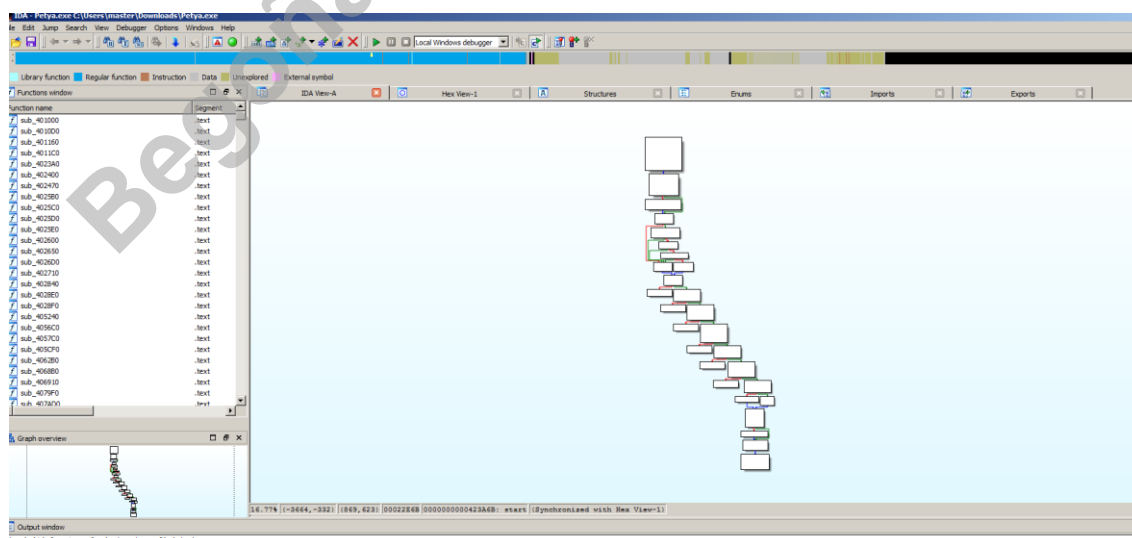 IDA - Petya.exe C:\Users\master\Downloads\Petya.exe
Edit Jump Search View Debugger Options Windows Help
Local Windows debugger
Library function Regular function Instruction Data Unexplored External symbol
Functions window
IDA View-A
Hex View-1
Structures
Enums
Imports
Exports
Function name Segment
sub_401000 .text
sub_4010D0 .text
sub_401160 .text
sub_4011C0 .text
sub_4023A0 .text
sub_402400 .text
sub_402470 .text
sub_4025B0 .text
sub_4025C0 .text
sub_4025D0 .text
sub_4025E0 .text
sub_402600 .text
sub_402650 .text
sub_4026D0 .text
sub_402710 .text
sub_402840 .text
sub_4028E0 .text
sub_4028F0 .text
sub_405240 .text
sub_4056C0 .text
sub_4057C0 .text
sub_405CF0 .text
sub_4062B0 .text
sub_4068B0 .text
sub_406910 .text
sub_4079F0 .text
Graph overview
16.77% (-3664,-332) (869,623) 00022E6B 0000000000423A6B: start (Synchronized with Hex View-1)
Output window
Bego